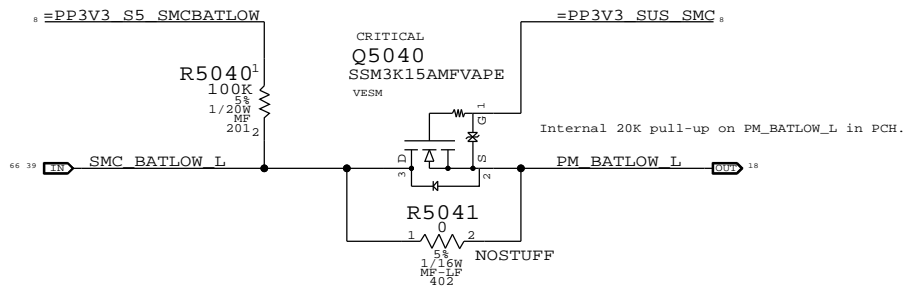 8 =PP3V3_S5_SMCBATLOW
=PP3V3_SUS_SMC 8
CRITICAL
Q5040
SSM3K15AMFVAPE
VESM
R5040 1
100K
5%
1/20W
MF
201 2
G 1
Internal 20K pull-up on PM_BATLOW_L in PCH.
66 39 IN SMC_BATLOW_L
D 3
S 2
PM_BATLOW_L OUT 18
R5041
0
1 2
5%
1/16W
MF-LF
402
NOSTUFF